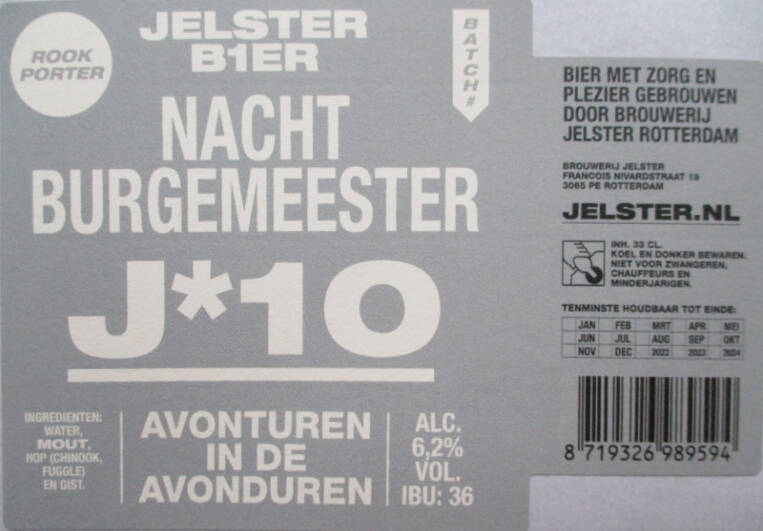 ROOK
PORTER
JELSTER
B1ER
BATCH#
NACHT
BURGEMEESTER
J*10
INGREDIENTEN:
WATER,
MOUT,
HOP (CHINOOK,
FUGGLE)
EN GIST.
AVONTUREN
IN DE
AVONDUREN
ALC.
6,2%
VOL.
IBU: 36
BIER MET ZORG EN
PLEZIER GEBROUWEN
DOOR BROUWERIJ
JELSTER ROTTERDAM
BROUWERIJ JELSTER
FRANCOIS NIVARDSTRAAT 19
3065 PE ROTTERDAM
JELSTER.NL
INH. 33 CL.
KOEL EN DONKER BEWAREN.
NIET VOOR ZWANGEREN,
CHAUFFEURS EN
MINDERJARIGEN.
TENMINSTE HOUDBAAR TOT EINDE:
JAN FEB MRT APR MEI
JUN JUL AUG SEP OKT
NOV DEC 2022 2023 2024
8 719326 989594